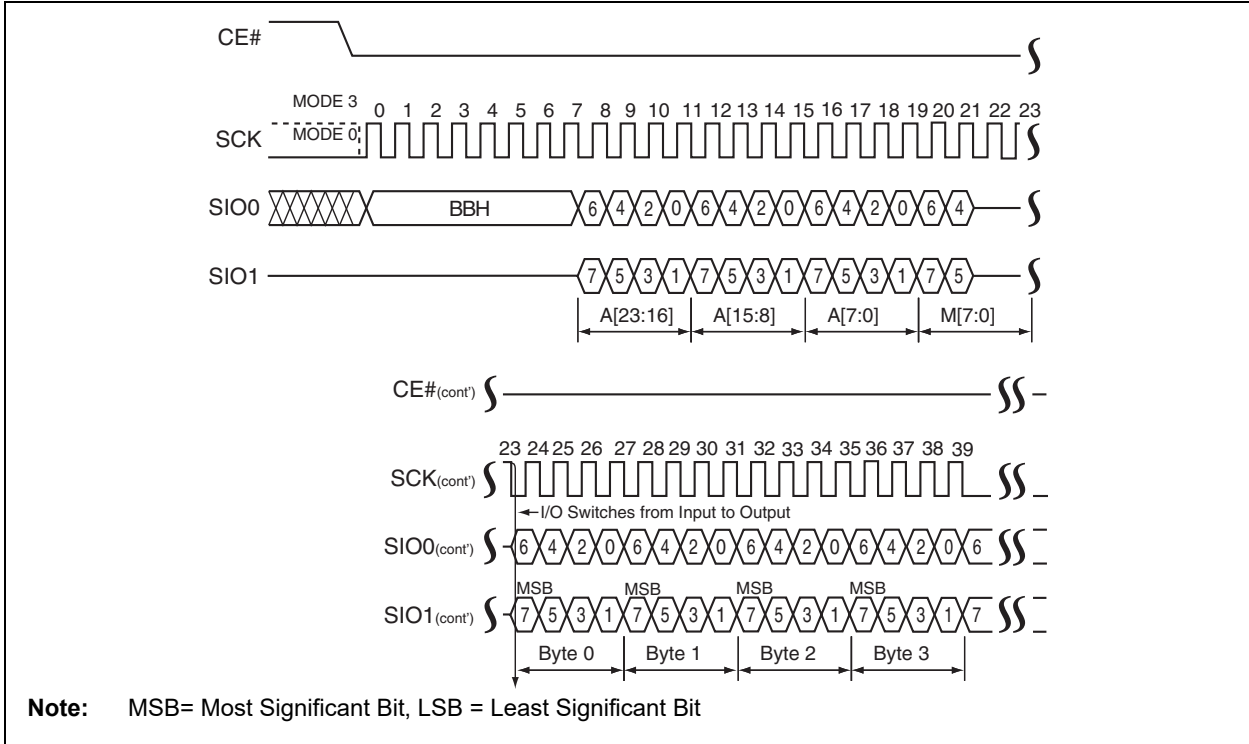 CE#
MODE 3
0 1 2 3 4 5 6 7 8 9 10 11 12 13 14 15 16 17 18 19 20 21 22 23
SCK
MODE 0
SIO0 BBH 6 4 2 0 6 4 2 0 6 4 2 0 6 4
SIO1 7 5 3 1 7 5 3 1 7 5 3 1 7 5
A[23:16] A[15:8] A[7:0] M[7:0]
CE#(cont')
23 24 25 26 27 28 29 30 31 32 33 34 35 36 37 38 39
SCK(cont')
I/O Switches from Input to Output
SIO0(cont') 6 4 2 0 6 4 2 0 6 4 2 0 6 4 2 0 6
MSB MSB MSB MSB
SIO1(cont') 7 5 3 1 7 5 3 1 7 5 3 1 7 5 3 1 7
Byte 0 Byte 1 Byte 2 Byte 3
Note: MSB= Most Significant Bit, LSB = Least Significant Bit